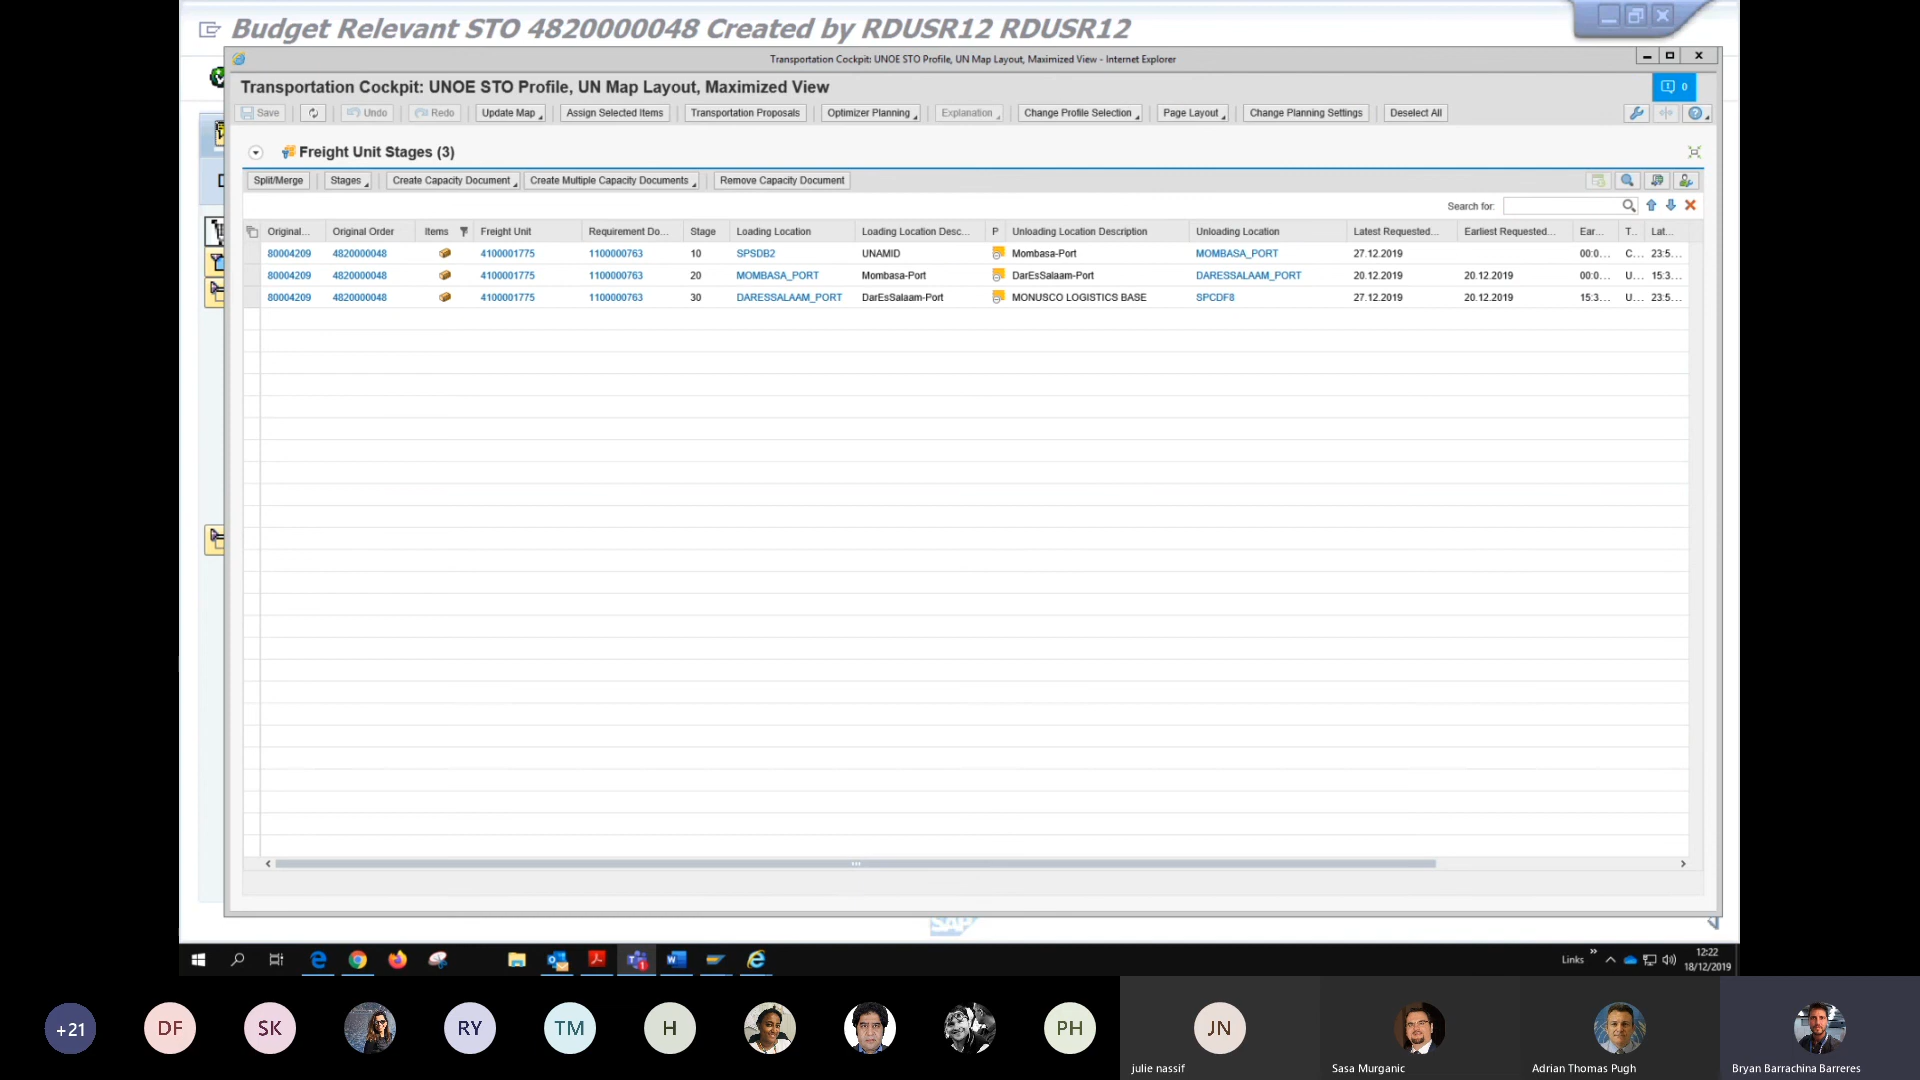 Budget Relevant STO 4820000048 Created by RDUSR12 RDUSR12
Transportation Cockpit: UNOE STO Profile, UN Map Layout, Maximized View - Internet Explorer
Transportation Cockpit: UNOE STO Profile, UN Map Layout, Maximized View
0
Save Undo Redo Update Map Assign Selected Items Transportation Proposals Optimizer Planning Explanation Change Profile Selection Page Layout Change Planning Settings Deselect All
Freight Unit Stages (3)
Split/Merge Stages Create Capacity Document Create Multiple Capacity Documents Remove Capacity Document
Search for:
Original... Original Order Items Freight Unit Requirement Do... Stage Loading Location Loading Location Desc... P Unloading Location Description Unloading Location Latest Requested... Earliest Requested... Ear... T... Lat...
80004209 4820000048 4100001775 1100000763 10 SPSDB2 UNAMID Mombasa-Port MOMBASA_PORT 27.12.2019 00:0... C... 23:5...
80004209 4820000048 4100001775 1100000763 20 MOMBASA_PORT Mombasa-Port DarEsSalaam-Port DARESSALAAM_PORT 20.12.2019 20.12.2019 00:0... U... 15:3...
80004209 4820000048 4100001775 1100000763 30 DARESSALAAM_PORT DarEsSalaam-Port MONUSCO LOGISTICS BASE SPCDF8 27.12.2019 20.12.2019 15:3... U... 23:5...
SAP
Links 12:22
18/12/2019
+21 DF SK RY TM H PH JN
julie nassif Sasa Murganic Adrian Thomas Pugh Bryan Barrachina Barreres